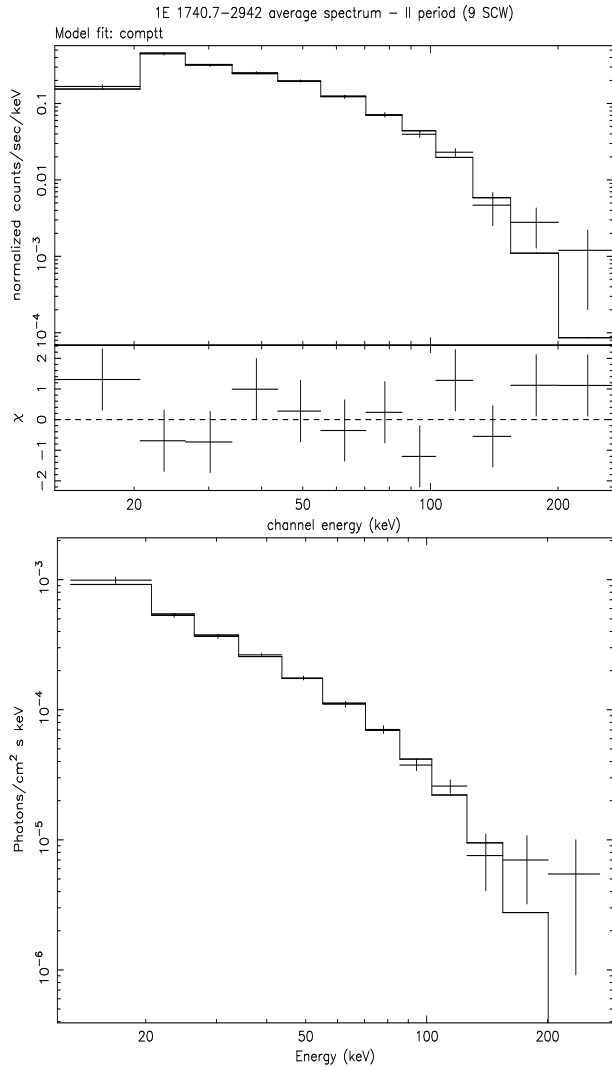 1E 1740.7−2942 average spectrum − II period (9 SCW)
Model fit: comptt
normalized counts/sec/keV
0.1
0.01
10⁻³
10⁻⁴
χ
2
1
0
−1
−2
20 50 100 200
channel energy (keV)
Photons/cm² s keV
10⁻³
10⁻⁴
10⁻⁵
10⁻⁶
20 50 100 200
Energy (keV)